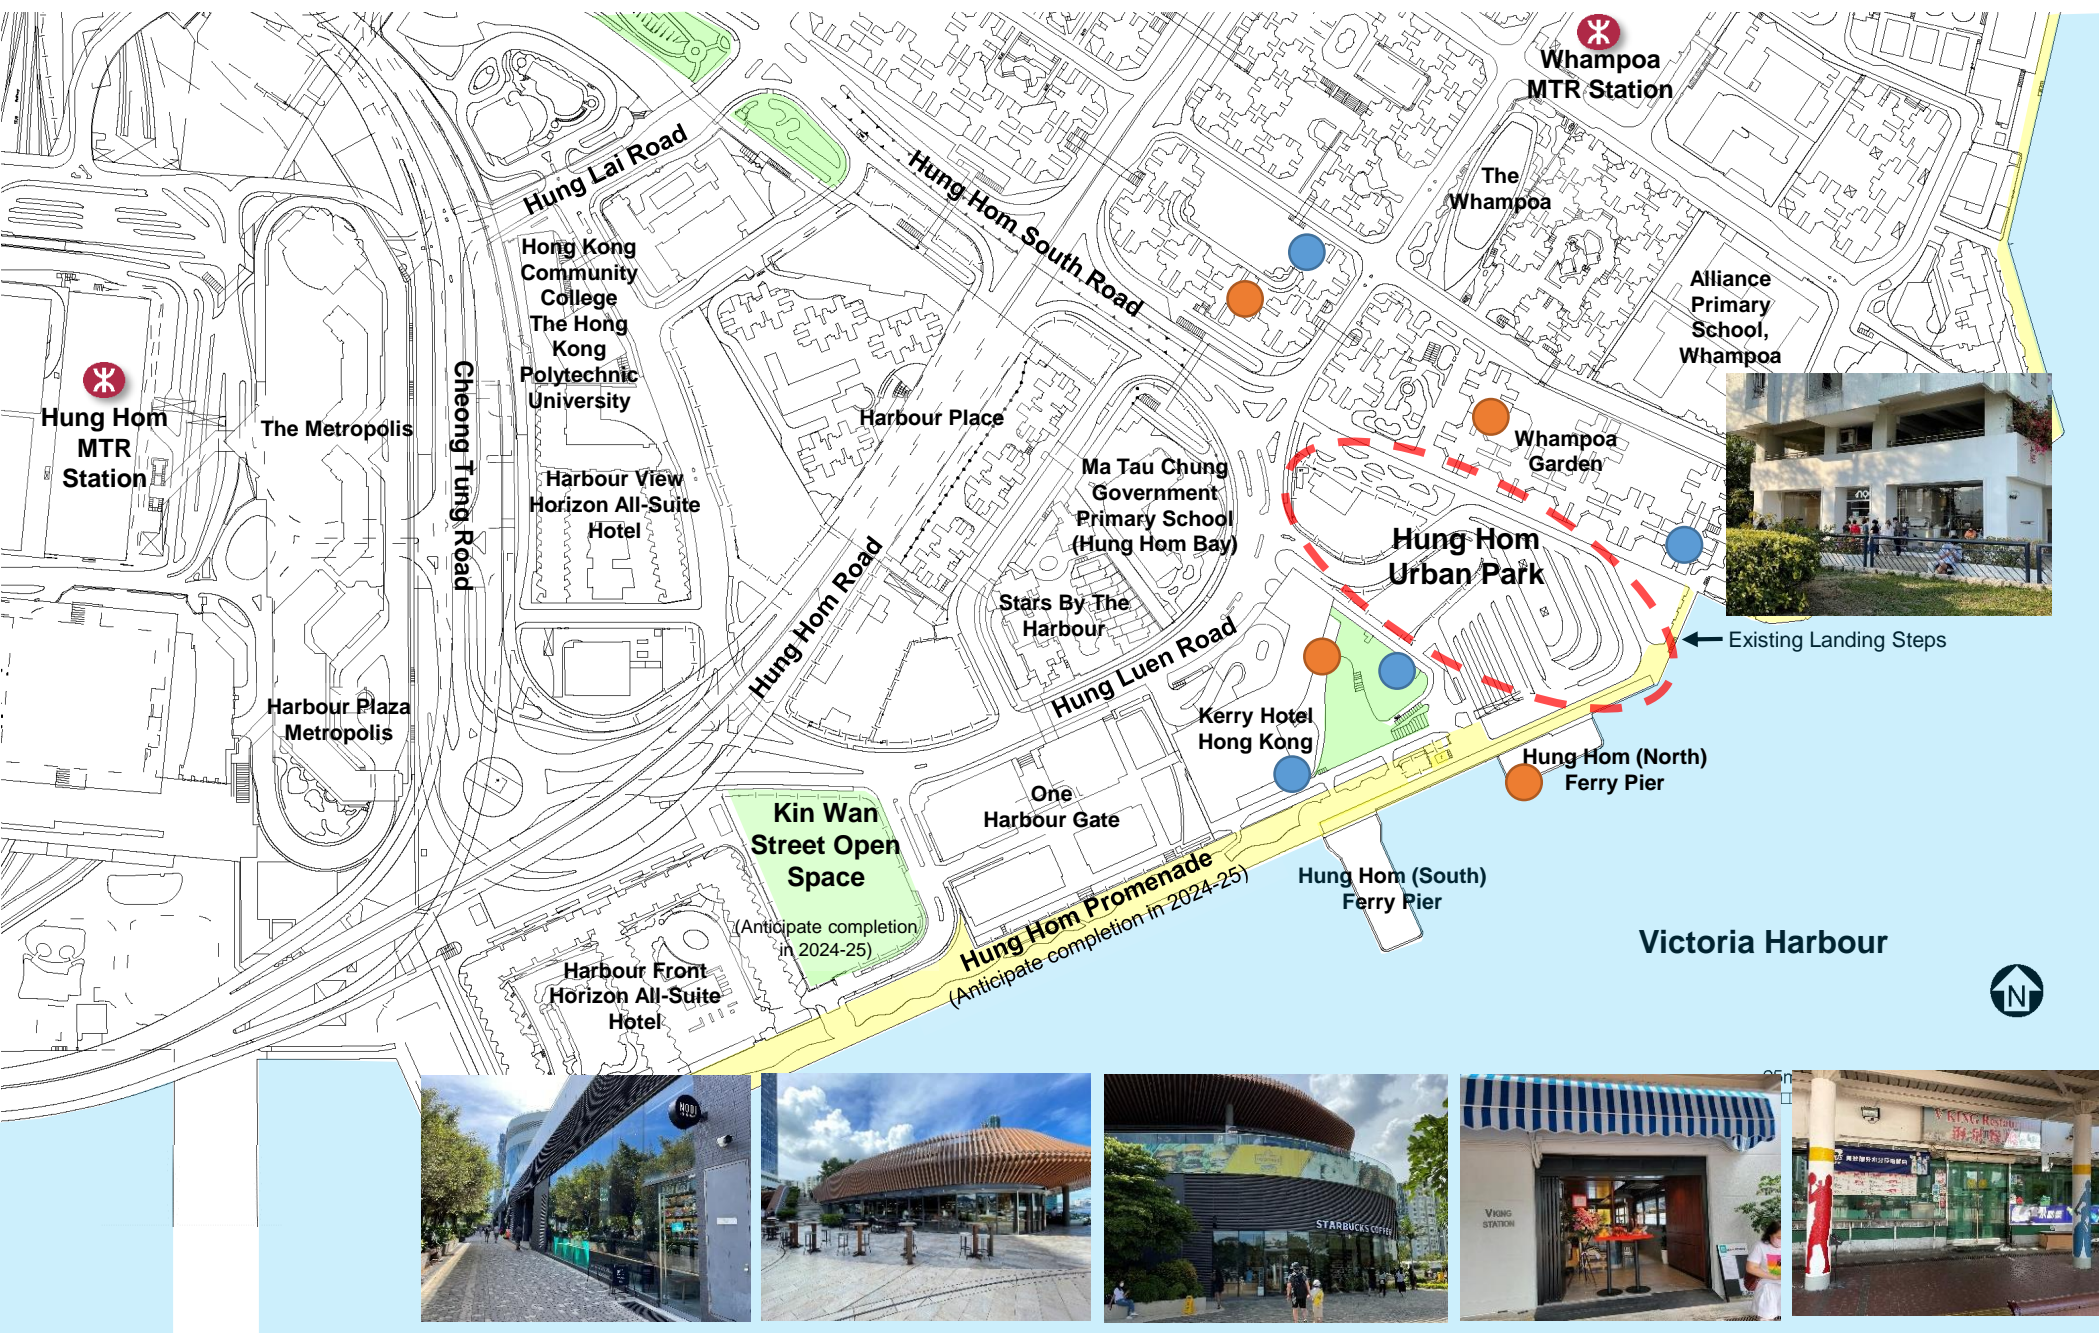 Whampoa
MTR Station
Hung Lai Road
Hung Hom South Road
The
Whampoa
Hong Kong
Community
College
The Hong
Kong
Polytechnic
University
Alliance
Primary
School,
Whampoa
Hung Hom
MTR
Station
The Metropolis
Cheong Tung Road
Harbour Place
Whampoa
Garden
Ma Tau Chung
Government
Primary School
(Hung Hom Bay)
Harbour View
Horizon All-Suite
Hotel
Hung Hom
Urban Park
Hung Hom Road
Stars By The
Harbour
Hung Luen Road
Existing Landing Steps
Harbour Plaza
Metropolis
Kerry Hotel
Hong Kong
Hung Hom (North)
Ferry Pier
One
Harbour Gate
Kin Wan
Street Open
Space
(Anticipate completion
in 2024-25)
Hung Hom Promenade
(Anticipate completion in 2024-25)
Hung Hom (South)
Ferry Pier
Victoria Harbour
N
Harbour Front
Horizon All-Suite
Hotel
NODI
STARBUCKS COFFEE
VIKING
STATION